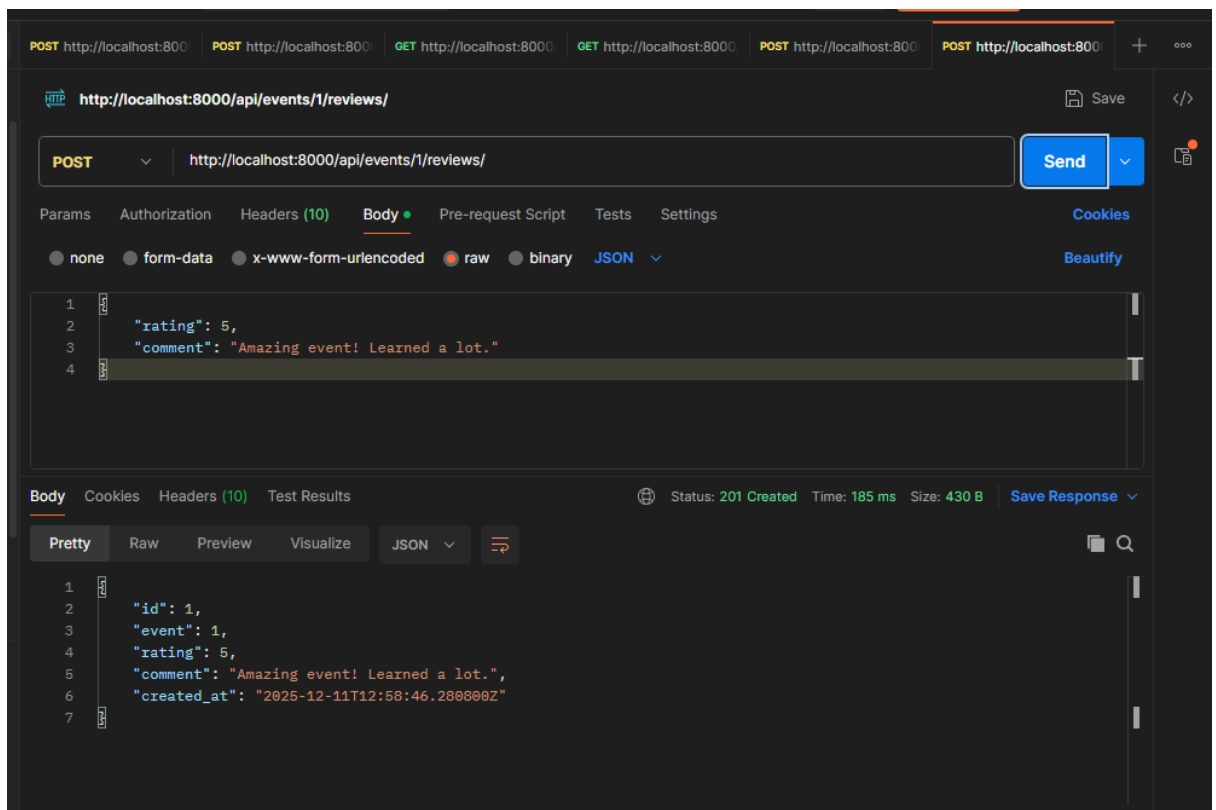 POST http://localhost:800 POST http://localhost:800 GET http://localhost:8000 GET http://localhost:8000 POST http://localhost:800 POST http://localhost:800
HTTP http://localhost:8000/api/events/1/reviews/ Save </>
POST http://localhost:8000/api/events/1/reviews/ Send
Params Authorization Headers (10) Body Pre-request Script Tests Settings Cookies
none form-data x-www-form-urlencoded raw binary JSON Beautify
1 {
2 "rating": 5,
3 "comment": "Amazing event! Learned a lot."
4 }
Body Cookies Headers (10) Test Results Status: 201 Created Time: 185 ms Size: 430 B Save Response
Pretty Raw Preview Visualize JSON
1 {
2 "id": 1,
3 "event": 1,
4 "rating": 5,
5 "comment": "Amazing event! Learned a lot.",
6 "created_at": "2025-12-11T12:58:46.280800Z"
7 }